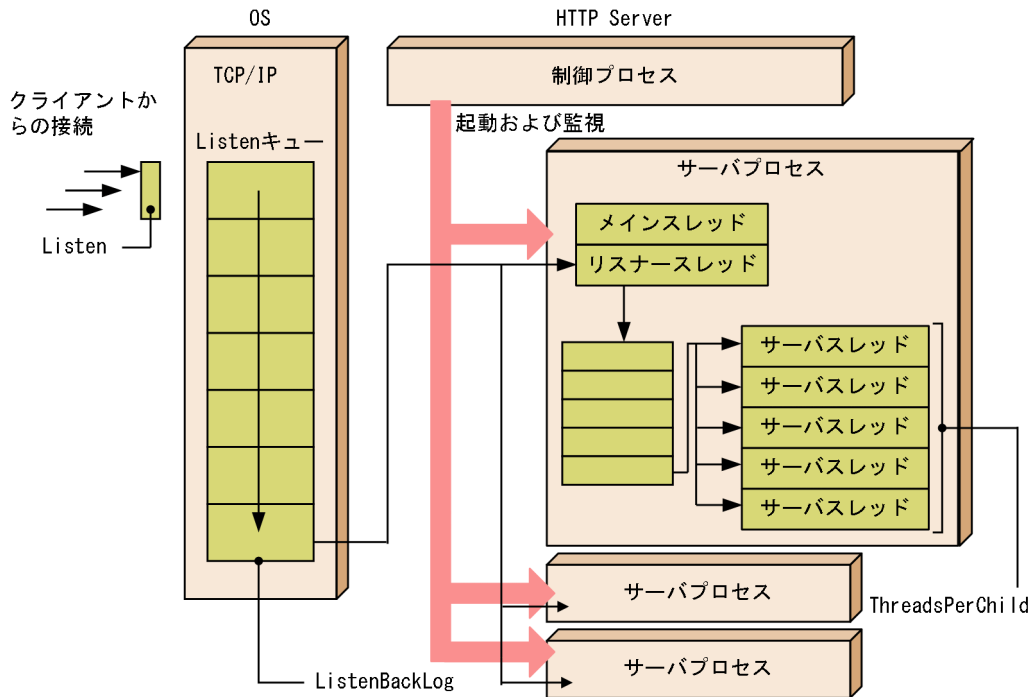 OS
HTTP Server
TCP/IP
制御プロセス
クライアントか
らの接続
起動および監視
Listenキュー
サーバプロセス
メインスレッド
Listen
リスナースレッド
サーバスレッド
サーバスレッド
サーバスレッド
サーバスレッド
サーバスレッド
サーバプロセス
ThreadsPerChild
サーバプロセス
ListenBackLog